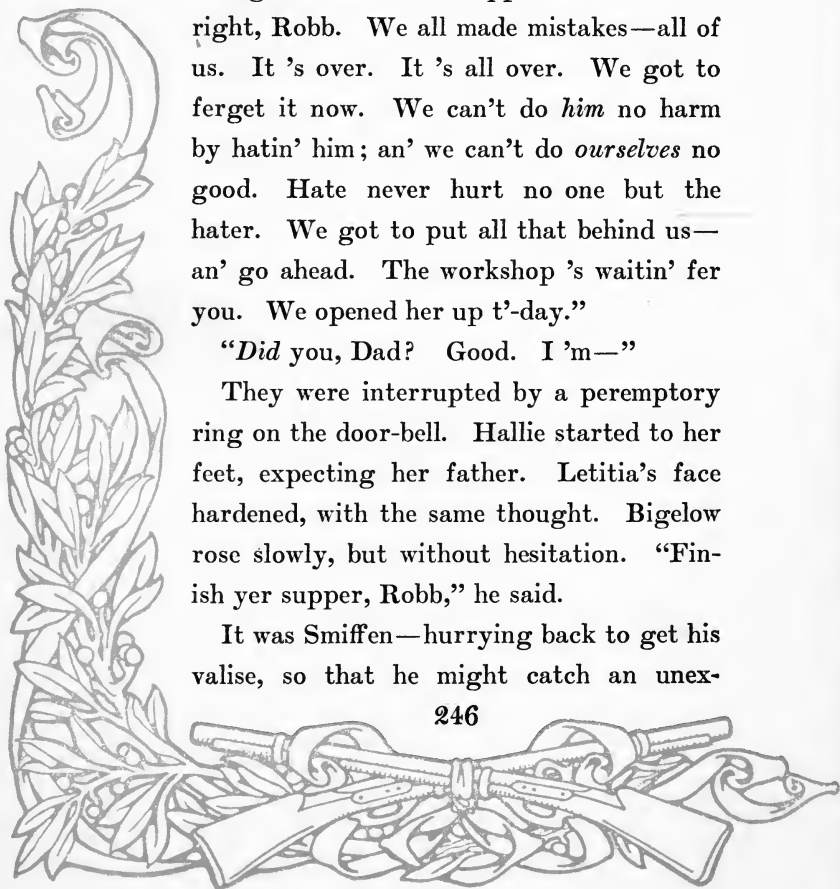 right, Robb. We all made mistakes—all of
us. It 's over. It 's all over. We got to
ferget it now. We can't do him no harm
by hatin' him; an' we can't do ourselves no
good. Hate never hurt no one but the
hater. We got to put all that behind us—
an' go ahead. The workshop 's waitin' fer
you. We opened her up t'-day.”
“Did you, Dad? Good. I 'm—”
They were interrupted by a peremptory
ring on the door-bell. Hallie started to her
feet, expecting her father. Letitia's face
hardened, with the same thought. Bigelow
rose slowly, but without hesitation. “Fin-
ish yer supper, Robb,” he said.
It was Smiffen—hurrying back to get his
valise, so that he might catch an unex-
246